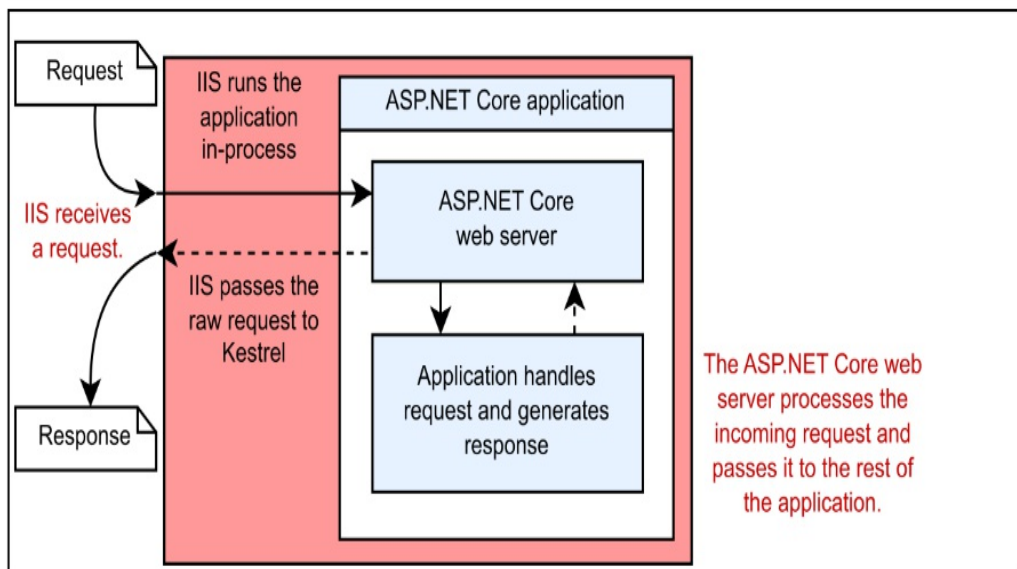 Request
IIS runs the
application
in-process
ASP.NET Core application
ASP.NET Core
web server
IIS receives
a request.
IIS passes the
raw request to
Kestrel
Application handles
request and generates
response
Response
The ASP.NET Core web
server processes the
incoming request and
passes it to the rest of
the application.